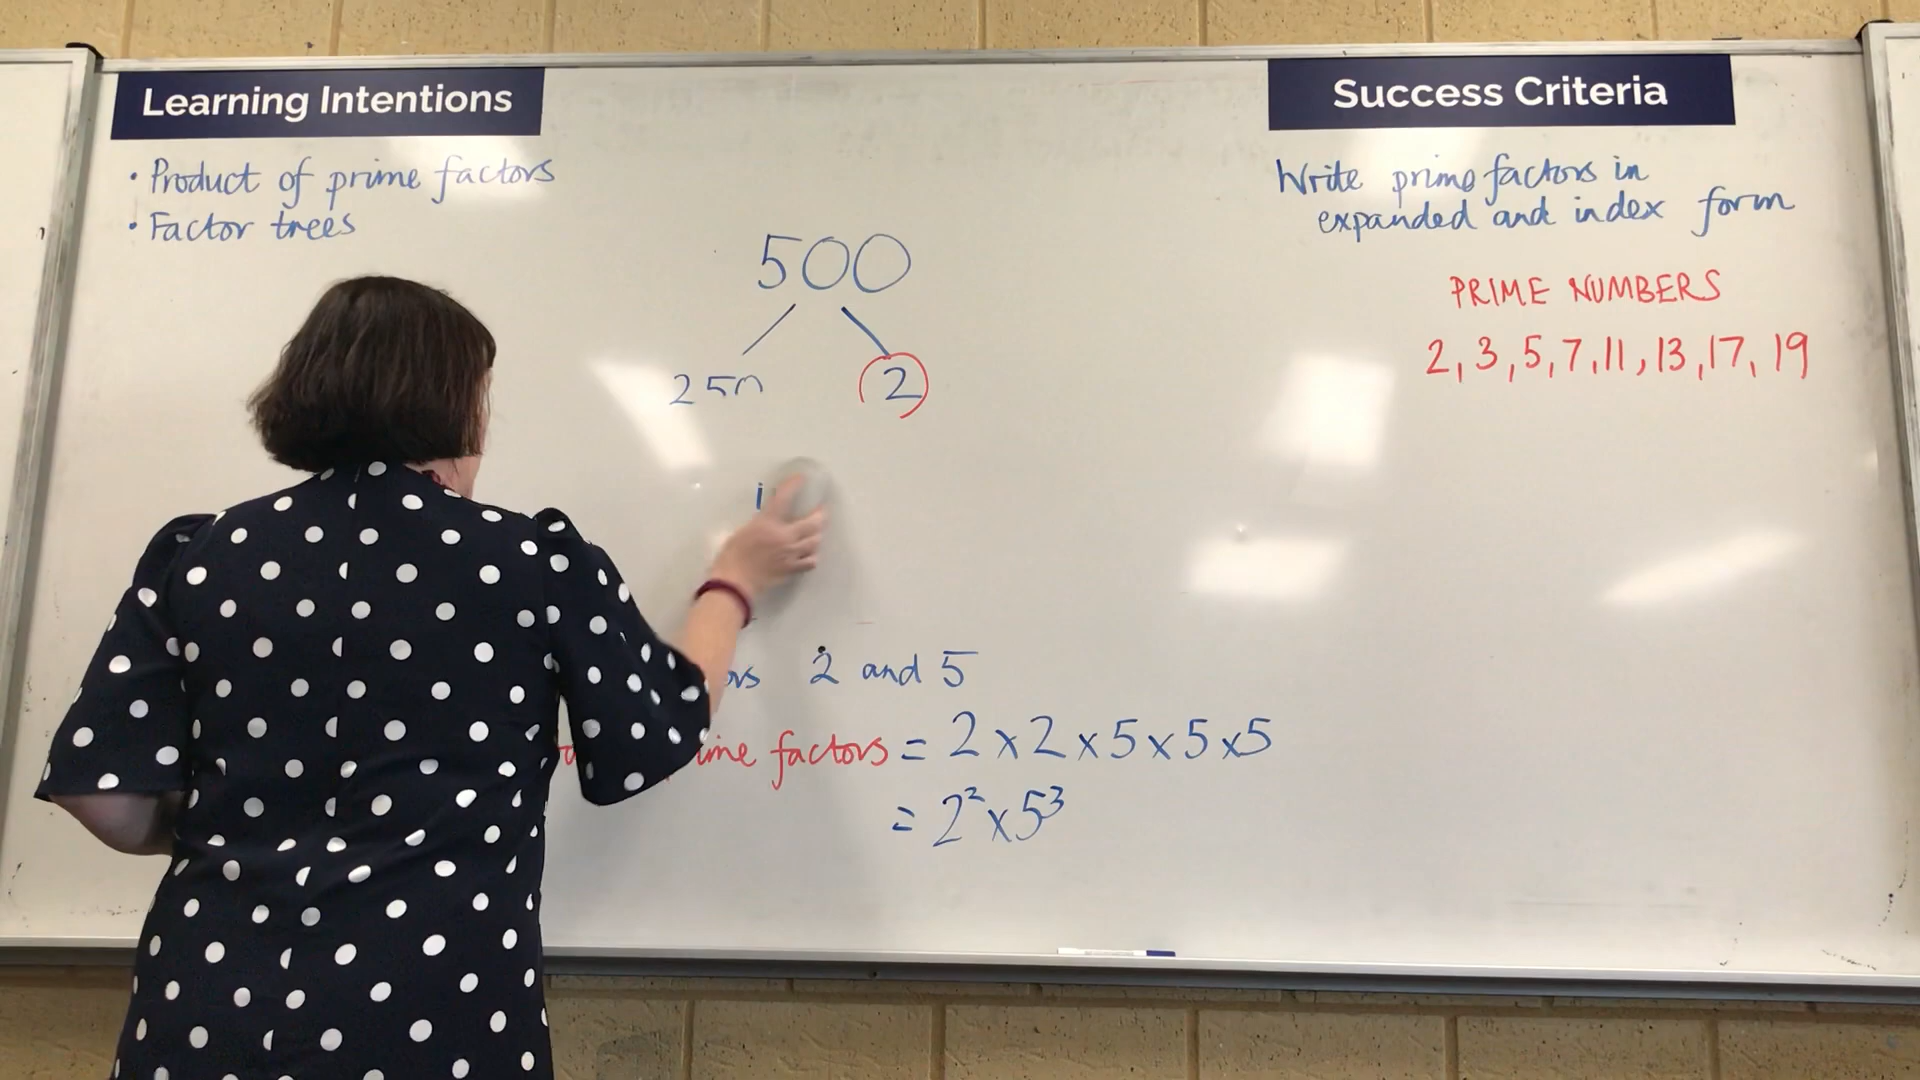 Learning Intentions
• Product of prime factors
• Factor trees
Success Criteria
Write prime factors in
expanded and index form
PRIME NUMBERS
2, 3, 5, 7, 11, 13, 17, 19
500
2
2 and 5
factors = 2 x 2 x 5 x 5 x 5
= 2² x 5³